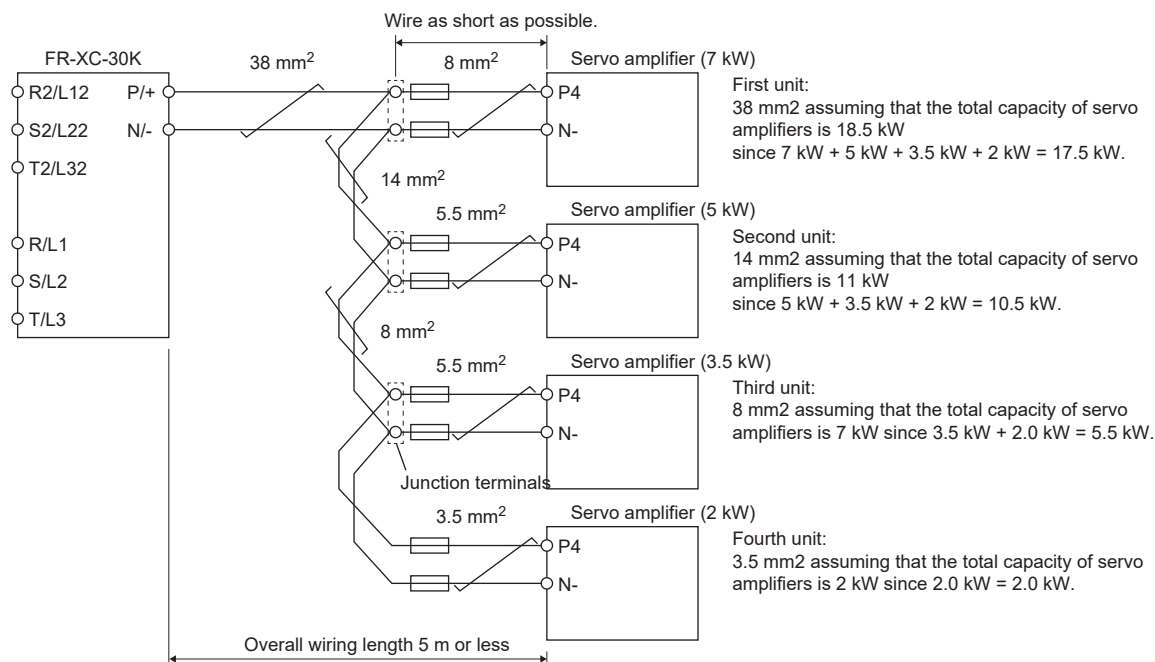 Wire as short as possible.
FR-XC-30K
38 mm²
8 mm²
Servo amplifier (7 kW)
R2/L12
P/+
P4
S2/L22
N/-
N-
T2/L32
First unit:
38 mm2 assuming that the total capacity of servo
amplifiers is 18.5 kW
since 7 kW + 5 kW + 3.5 kW + 2 kW = 17.5 kW.
14 mm²
5.5 mm²
Servo amplifier (5 kW)
R/L1
P4
S/L2
N-
T/L3
Second unit:
14 mm2 assuming that the total capacity of servo
amplifiers is 11 kW
since 5 kW + 3.5 kW + 2 kW = 10.5 kW.
8 mm²
5.5 mm²
Servo amplifier (3.5 kW)
P4
N-
Third unit:
8 mm2 assuming that the total capacity of servo
amplifiers is 7 kW since 3.5 kW + 2.0 kW = 5.5 kW.
Junction terminals
3.5 mm²
Servo amplifier (2 kW)
P4
N-
Fourth unit:
3.5 mm2 assuming that the total capacity of servo
amplifiers is 2 kW since 2.0 kW = 2.0 kW.
Overall wiring length 5 m or less